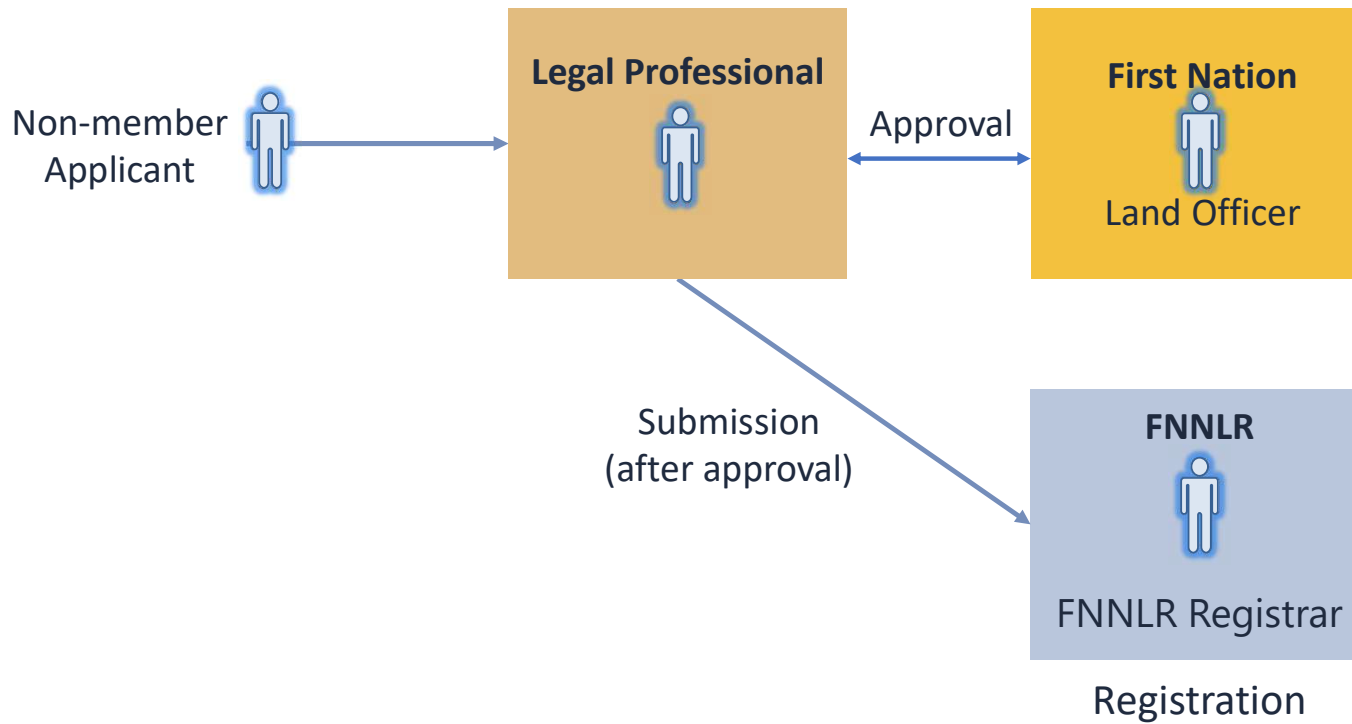 Non-member
Applicant
Legal Professional
Approval
First Nation
Land Officer
Submission
(after approval)
FNNLR
FNNLR Registrar
Registration